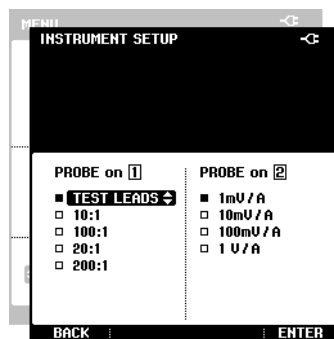 MENU
INSTRUMENT SETUP
PROBE on 1
TEST LEADS
10:1
100:1
20:1
200:1
PROBE on 2
1mV/A
10mV/A
100mV/A
1 V/A
BACK
ENTER